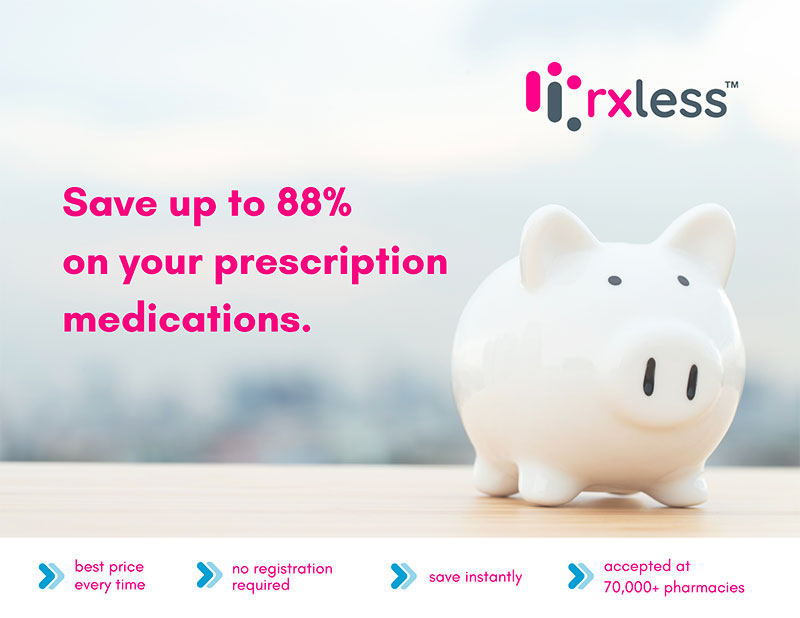 rxless™
Save up to 88%
on your prescription
medications.
best price
every time
no registration
required
save instantly
accepted at
70,000+ pharmacies